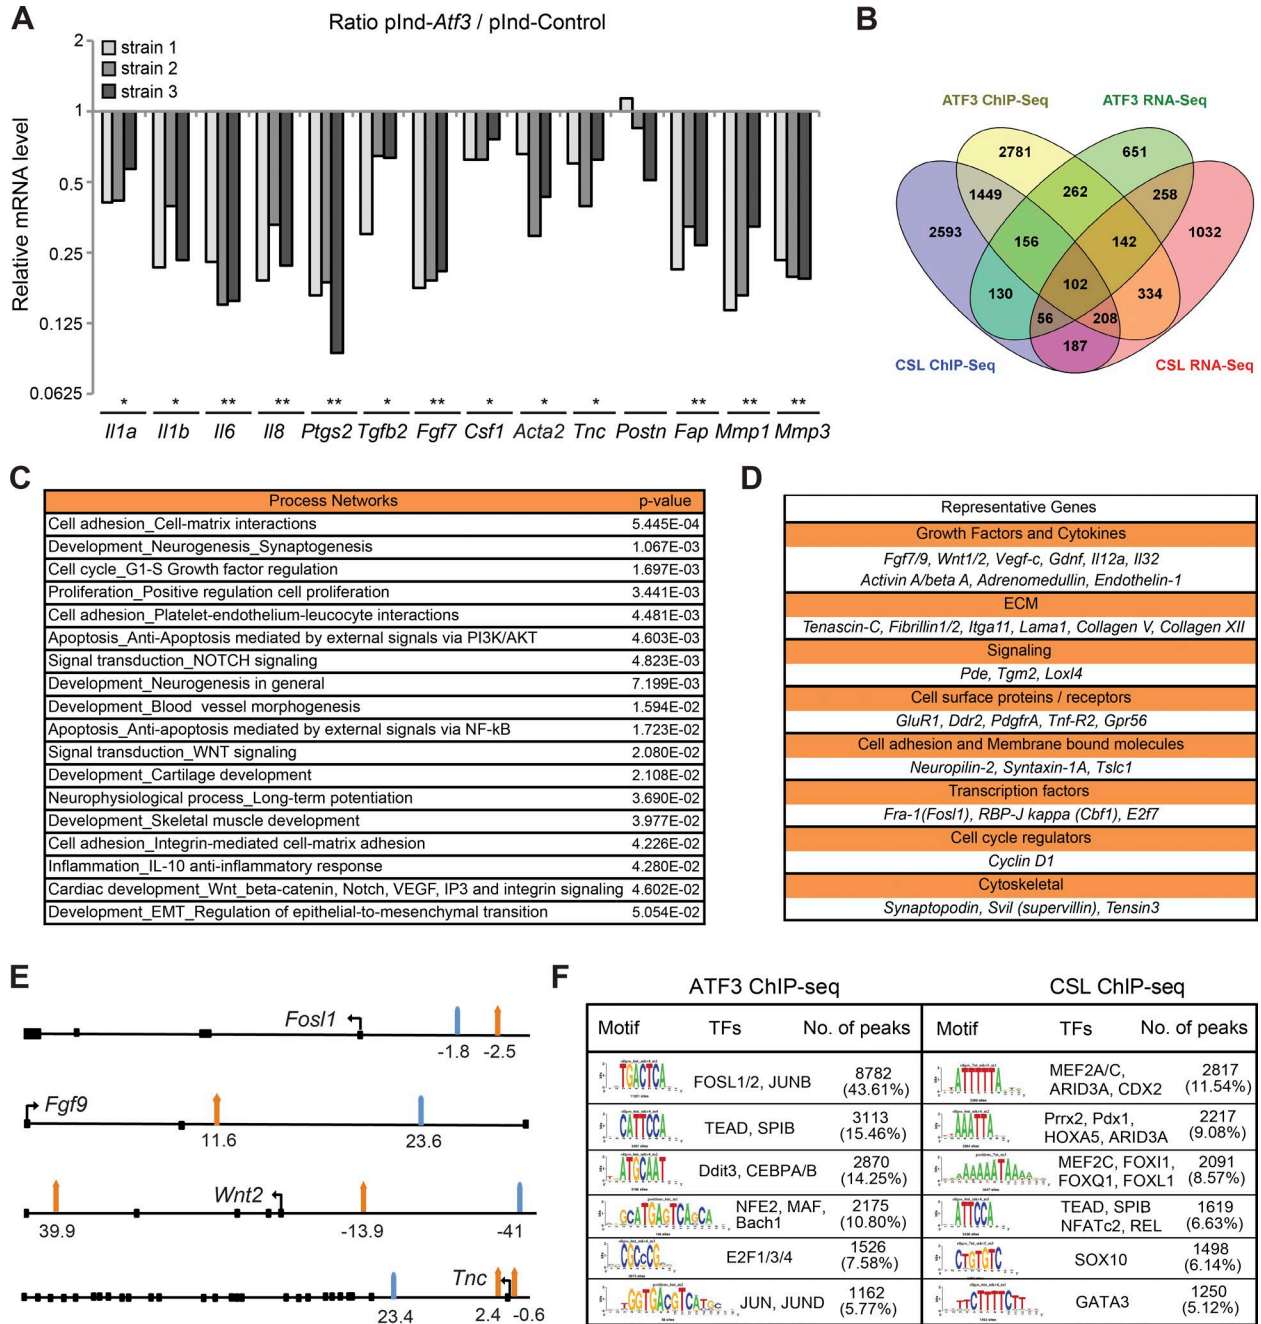 A
Ratio pInd-Atf3 / pInd-Control
Relative mRNA level
2
1
0.5
0.25
0.125
0.0625
strain 1
strain 2
strain 3
* * ** ** ** * ** * * * ** ** **
Il1a Il1b Il6 Il8 Ptgs2 Tgfb2 Fgf7 Csf1 Acta2 Tnc Postn Fap Mmp1 Mmp3
B
ATF3 ChIP-Seq ATF3 RNA-Seq
2781 651
1449 262 258
2593 156 142 1032
102
130 334
56 208
187
CSL ChIP-Seq CSL RNA-Seq
C
Process Networks p-value
Cell adhesion_Cell-matrix interactions 5.445E-04
Development_Neurogenesis_Synaptogenesis 1.067E-03
Cell cycle_G1-S Growth factor regulation 1.697E-03
Proliferation_Positive regulation cell proliferation 3.441E-03
Cell adhesion_Platelet-endothelium-leucocyte interactions 4.481E-03
Apoptosis_Anti-Apoptosis mediated by external signals via PI3K/AKT 4.603E-03
Signal transduction_NOTCH signaling 4.823E-03
Development_Neurogenesis in general 7.199E-03
Development_Blood vessel morphogenesis 1.594E-02
Apoptosis_Anti-apoptosis mediated by external signals via NF-kB 1.723E-02
Signal transduction_WNT signaling 2.080E-02
Development_Cartilage development 2.108E-02
Neurophysiological process_Long-term potentiation 3.690E-02
Development_Skeletal muscle development 3.977E-02
Cell adhesion_Integrin-mediated cell-matrix adhesion 4.226E-02
Inflammation_IL-10 anti-inflammatory response 4.280E-02
Cardiac development_Wnt_beta-catenin, Notch, VEGF, IP3 and integrin signaling 4.602E-02
Development_EMT_Regulation of epithelial-to-mesenchymal transition 5.054E-02
D
Representative Genes
Growth Factors and Cytokines
Fgf7/9, Wnt1/2, Vegf-c, Gdnf, Il12a, Il32
Activin A/beta A, Adrenomedullin, Endothelin-1
ECM
Tenascin-C, Fibrillin1/2, Itga11, Lama1, Collagen V, Collagen XII
Signaling
Pde, Tgm2, Loxl4
Cell surface proteins / receptors
GluR1, Ddr2, PdgfrA, Tnf-R2, Gpr56
Cell adhesion and Membrane bound molecules
Neuropilin-2, Syntaxin-1A, Tslc1
Transcription factors
Fra-1(Fosl1), RBP-J kappa (Cbf1), E2f7
Cell cycle regulators
Cyclin D1
Cytoskeletal
Synaptopodin, Svil (supervillin), Tensin3
E
Fosl1
-1.8 -2.5
Fgf9
11.6 23.6
Wnt2
39.9 -13.9 -41
Tnc
23.4 2.4 -0.6
F
ATF3 ChIP-seq CSL ChIP-seq
Motif TFs No. of peaks Motif TFs No. of peaks
TGACTCA FOSL1/2, JUNB 8782 (43.61%)
CATTCCA TEAD, SPIB 3113 (15.46%)
ATGCAAT Ddit3, CEBPA/B 2870 (14.25%)
GCATGAGTCAGCA NFE2, MAF, Bach1 2175 (10.80%)
CGCCCG E2F1/3/4 1526 (7.58%)
GGTGACGTCATGC JUN, JUND 1162 (5.77%)
ATTTTTA MEF2A/C, ARID3A, CDX2 2817 (11.54%)
AAATTA Prrx2, Pdx1, HOXA5, ARID3A 2217 (9.08%)
AAAAATA MEF2C, FOXI1, FOXQ1, FOXL1 2091 (8.57%)
ATTCCA TEAD, SPIB NFATc2, REL 1619 (6.63%)
CTGTGTC SOX10 1498 (6.14%)
TTCTTTTCTT GATA3 1250 (5.12%)